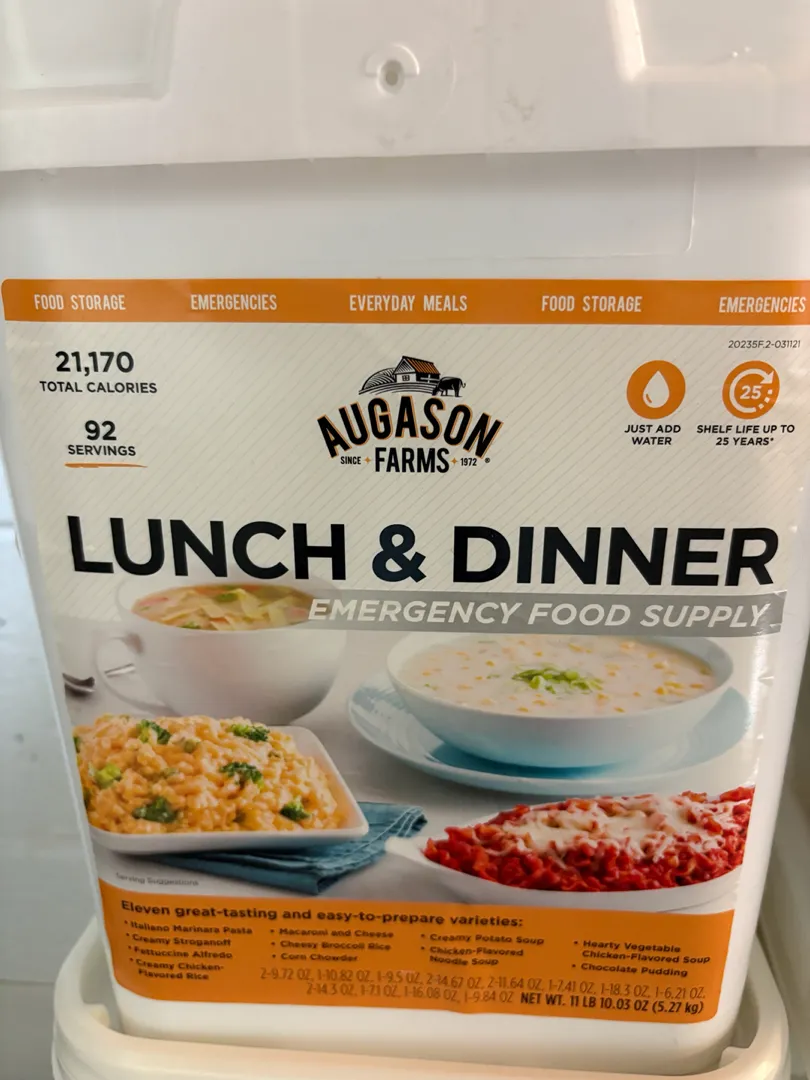 FOOD STORAGE EMERGENCIES EVERYDAY MEALS FOOD STORAGE EMERGENCIES
20235F.2-031121
21,170
TOTAL CALORIES
92
SERVINGS
AUGASON
SINCE FARMS 1972 ®
25
JUST ADD
WATER
SHELF LIFE UP TO
25 YEARS*
LUNCH & DINNER
EMERGENCY FOOD SUPPLY
Serving Suggestions
Eleven great-tasting and easy-to-prepare varieties:
• Italiano Marinara Pasta
• Creamy Stroganoff
• Fettuccine Alfredo
• Creamy Chicken-
Flavored Rice
• Macaroni and Cheese
• Cheesy Broccoli Rice
• Corn Chowder
• Creamy Potato Soup
• Chicken-Flavored
Noodle Soup
• Hearty Vegetable
Chicken-Flavored Soup
• Chocolate Pudding
2-9.72 OZ, 1-10.82 OZ, 1-9.5 OZ, 2-14.67 OZ, 2-11.64 OZ, 1-7.41 OZ, 1-18.3 OZ, 1-6.21 OZ,
2-14.3 OZ, 1-7.1 OZ, 1-16.08 OZ, 1-9.84 OZ NET WT. 11 LB 10.03 OZ (5.27 kg)